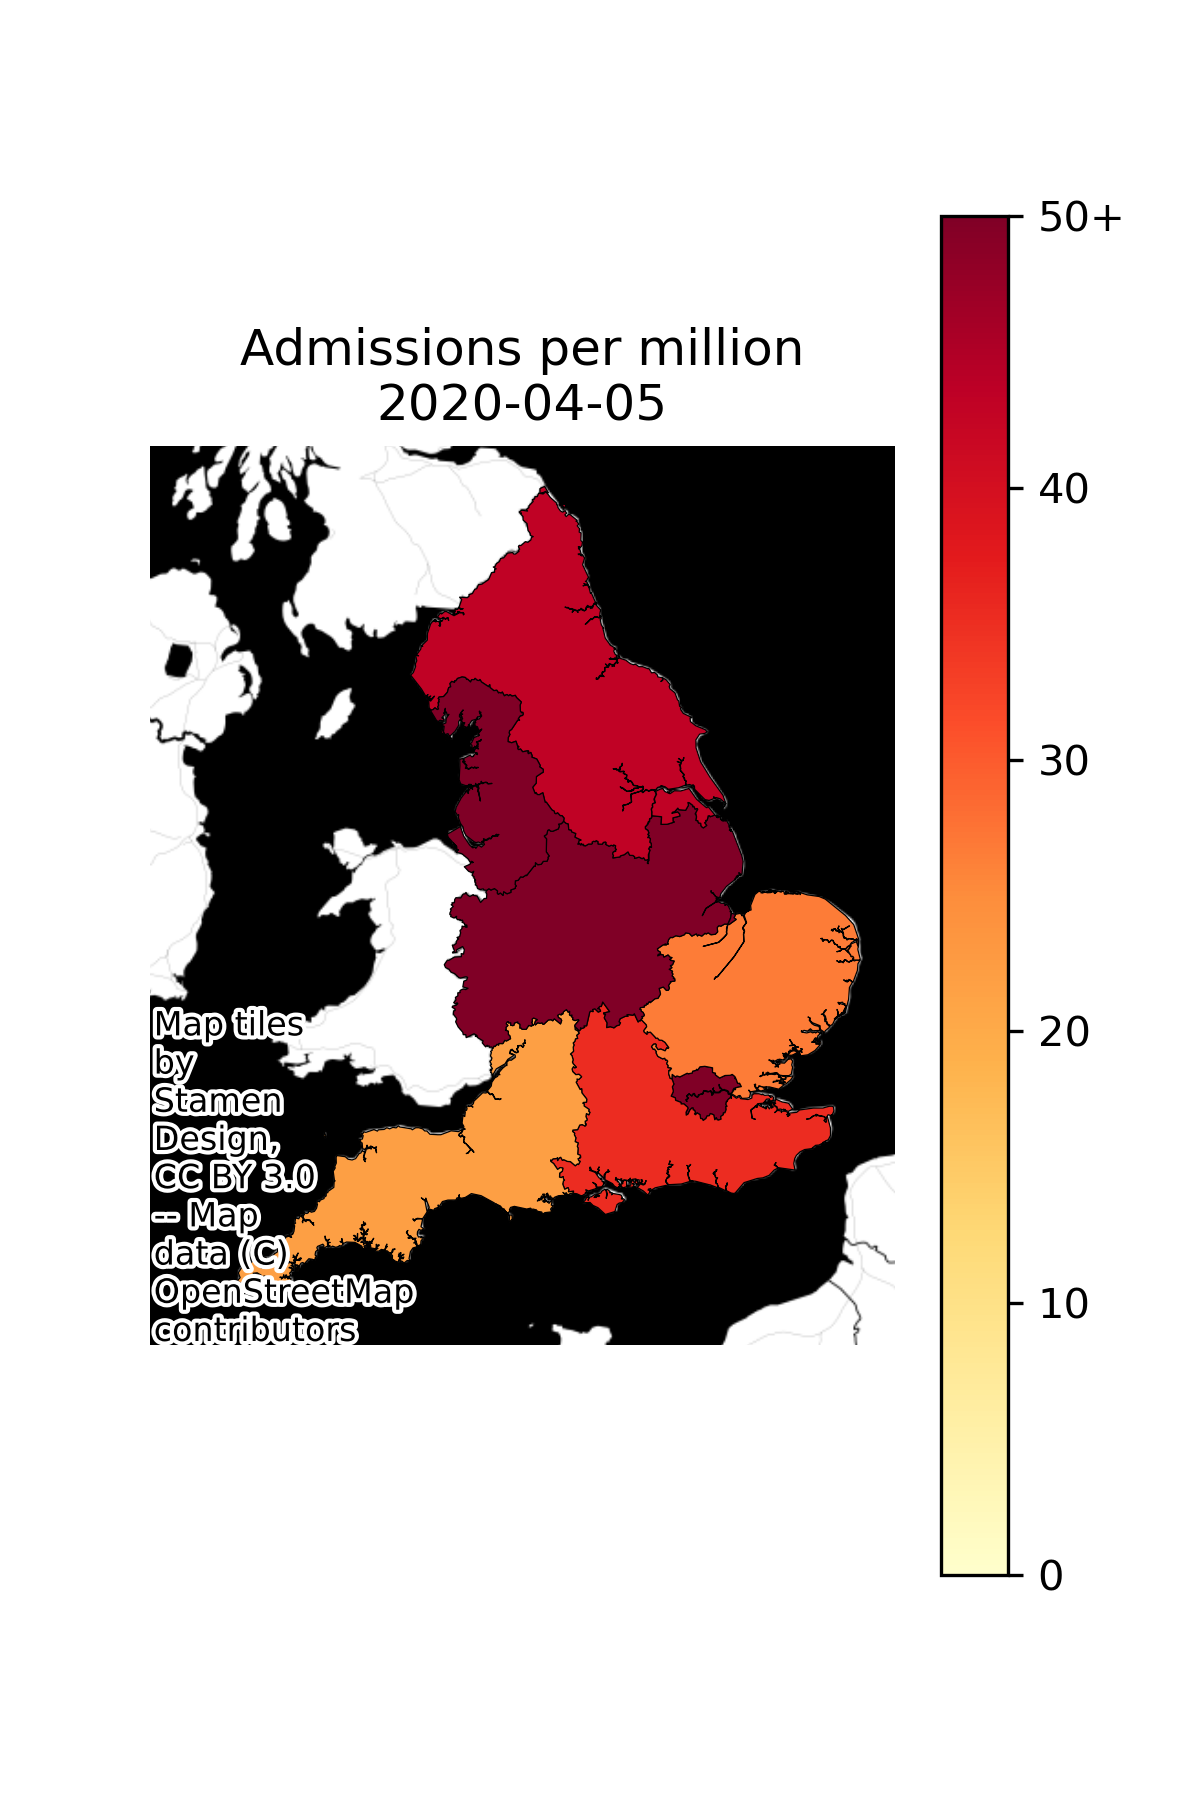 Admissions per million
2020-04-05
50+
40
30
20
10
0
Map tiles
by
Stamen
Design,
CC BY 3.0
-- Map
data (C)
OpenStreetMap
contributors